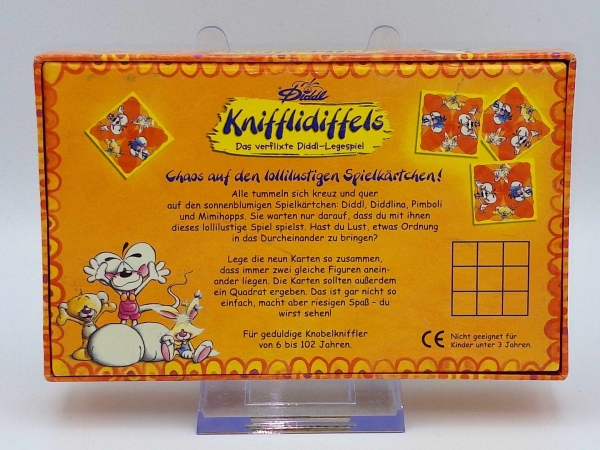 Diddl
Knifflidiffels
Das verflixte Diddl-Legespiel
Chaos auf den lollilustigen Spielkärtchen!
Alle tummeln sich kreuz und quer
auf den sonnenblumigen Spielkärtchen: Diddl, Diddlina, Pimboli
und Mimihopps. Sie warten nur darauf, dass du mit ihnen
dieses lollilustige Spiel spielst. Hast du Lust, etwas Ordnung
in das Durcheinander zu bringen?
Lege die neun Karten so zusammen,
dass immer zwei gleiche Figuren anein-
ander liegen. Die Karten sollten außerdem
ein Quadrat ergeben. Das ist gar nicht so
einfach, macht aber riesigen Spaß - du
wirst sehen!
Für geduldige Knobelkniffler
von 6 bis 102 Jahren.
CE Nicht geeignet für
Kinder unter 3 Jahren.